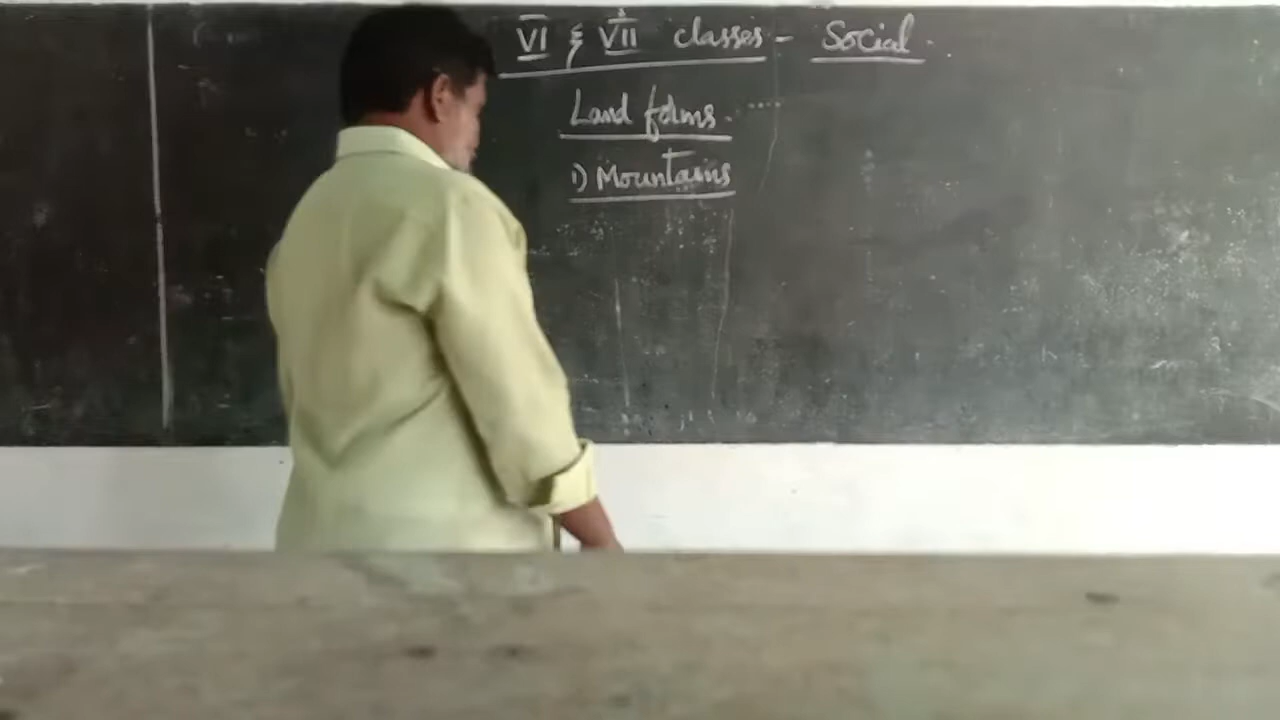 VI & VII classes - Social.
Land forms.....
1) Mountains